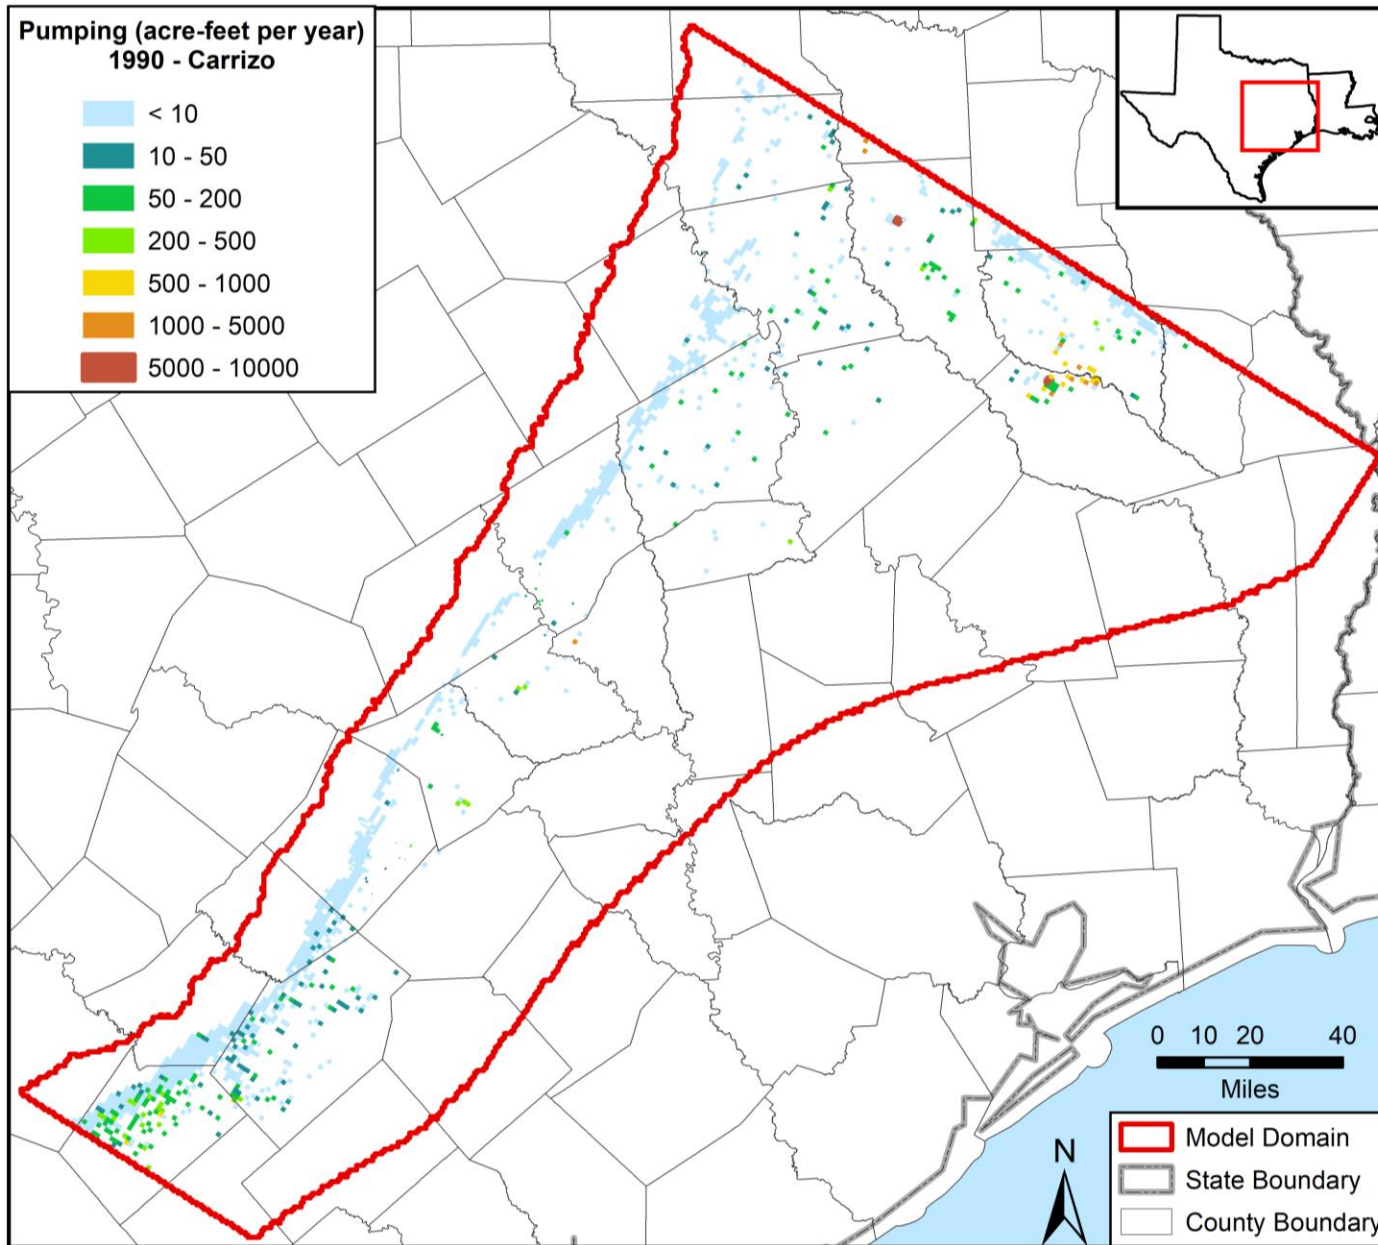 Pumping (acre-feet per year)
1990 - Carrizo
< 10
10 - 50
50 - 200
200 - 500
500 - 1000
1000 - 5000
5000 - 10000
0 10 20 40
Miles
N
Model Domain
State Boundary
County Boundary